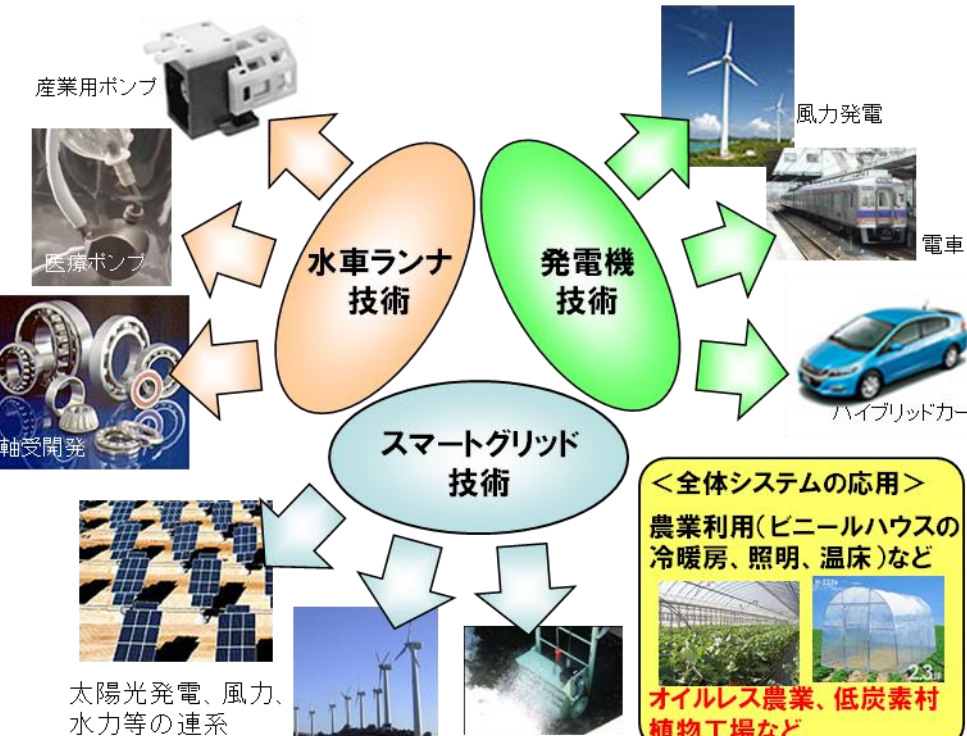 産業用ポンプ
医療ポンプ
軸受開発
水車ランナ
技術
発電機
技術
風力発電
電車
ハイブリッドカー
スマートグリッド
技術
太陽光発電、風力、
水力等の連系
＜全体システムの応用＞
農業利用(ビニールハウスの
冷暖房、照明、温床)など
H-2236
2.3
オイルレス農業、低炭素村
植物工場など